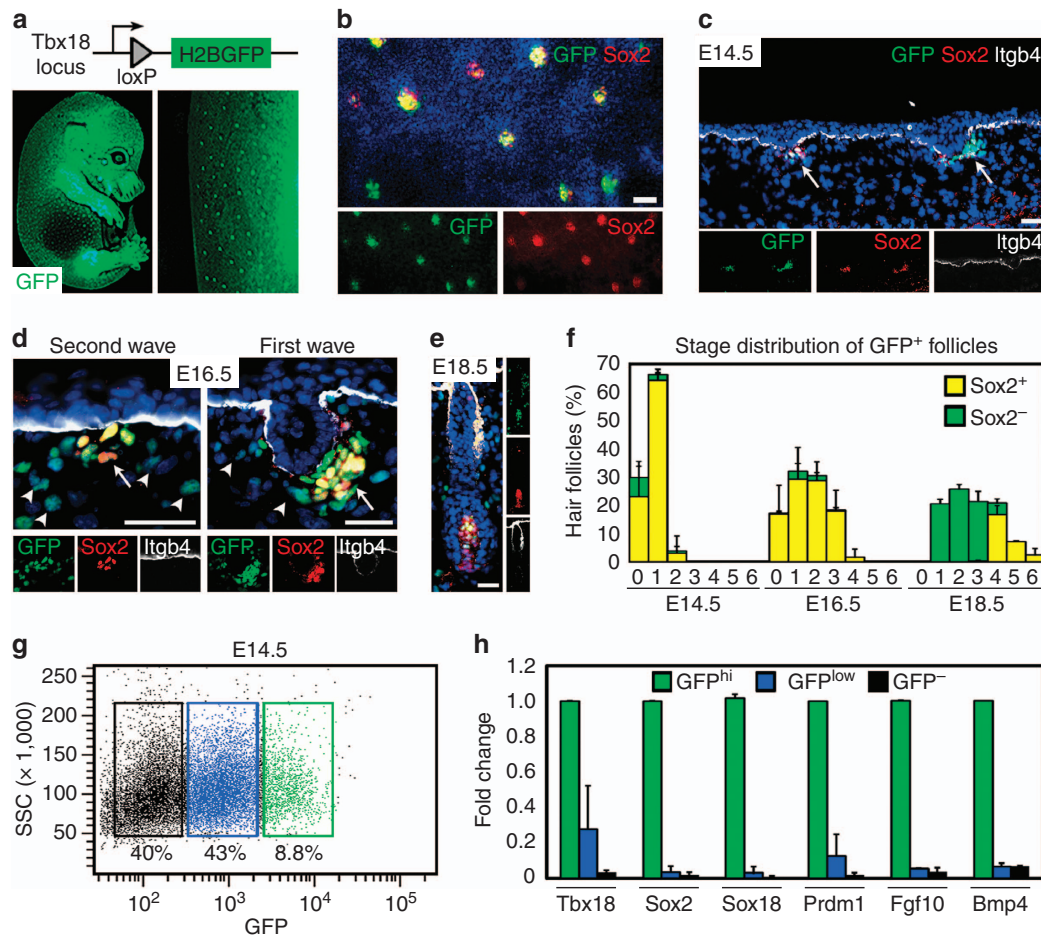 a
Tbx18
locus
loxP
H2BGFP
GFP
b
GFP Sox2
GFP
Sox2
c
E14.5
GFP Sox2 Itgb4
GFP
Sox2
Itgb4
d
Second wave
First wave
E16.5
GFP
Sox2
Itgb4
GFP
Sox2
Itgb4
e
E18.5
f
Stage distribution of GFP+ follicles
Hair follicles (%)
70
60
50
40
30
20
10
0
Sox2+
Sox2−
0 1 2 3 4 5 6
0 1 2 3 4 5 6
0 1 2 3 4 5 6
E14.5
E16.5
E18.5
g
E14.5
SSC (× 1,000)
250
200
150
100
50
40%
43%
8.8%
10^2
10^3
10^4
10^5
GFP
h
Fold change
1.2
1.0
0.8
0.6
0.4
0.2
0
GFP^hi
GFP^low
GFP−
Tbx18
Sox2
Sox18
Prdm1
Fgf10
Bmp4